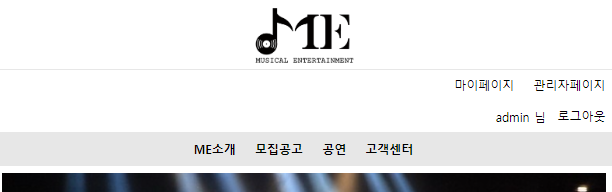 ME
MUSICAL ENTERTAINMENT
마이페이지 관리자페이지
admin 님 로그아웃
ME소개 모집공고 공연 고객센터